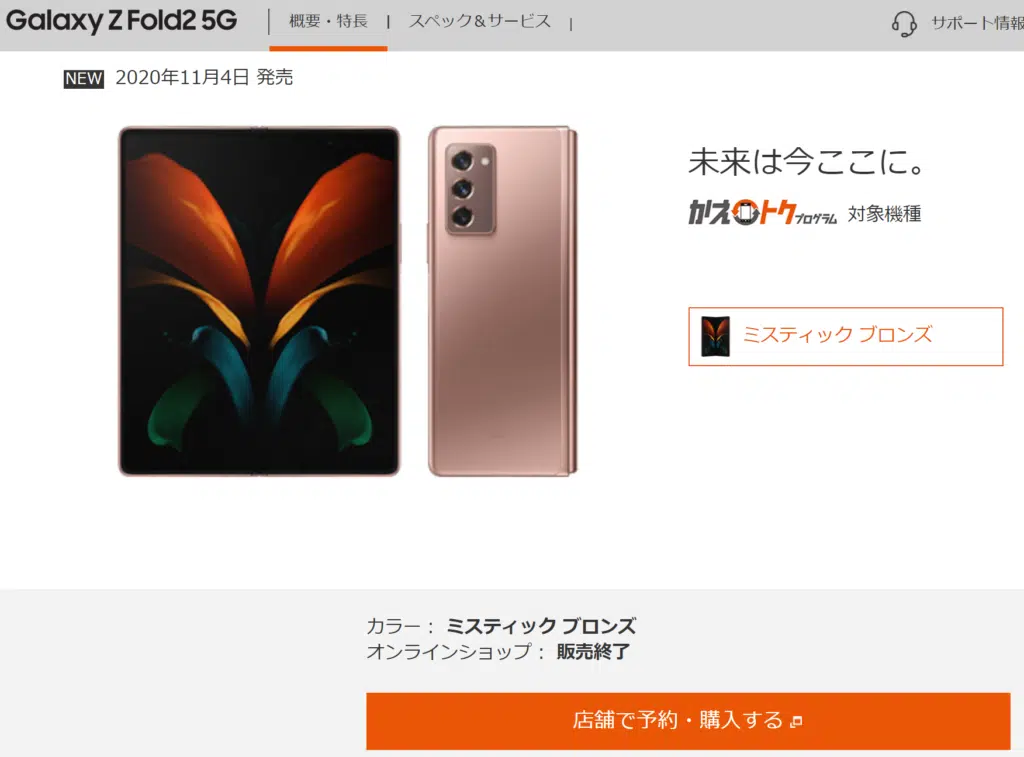 Galaxy Z Fold2 5G | 概要・特長 | スペック＆サービス | サポート情報
NEW 2020年11月4日 発売
未来は今ここに。
かえトクプログラム 対象機種
ミスティック ブロンズ
カラー： ミスティック ブロンズ
オンラインショップ： 販売終了
店舗で予約・購入する